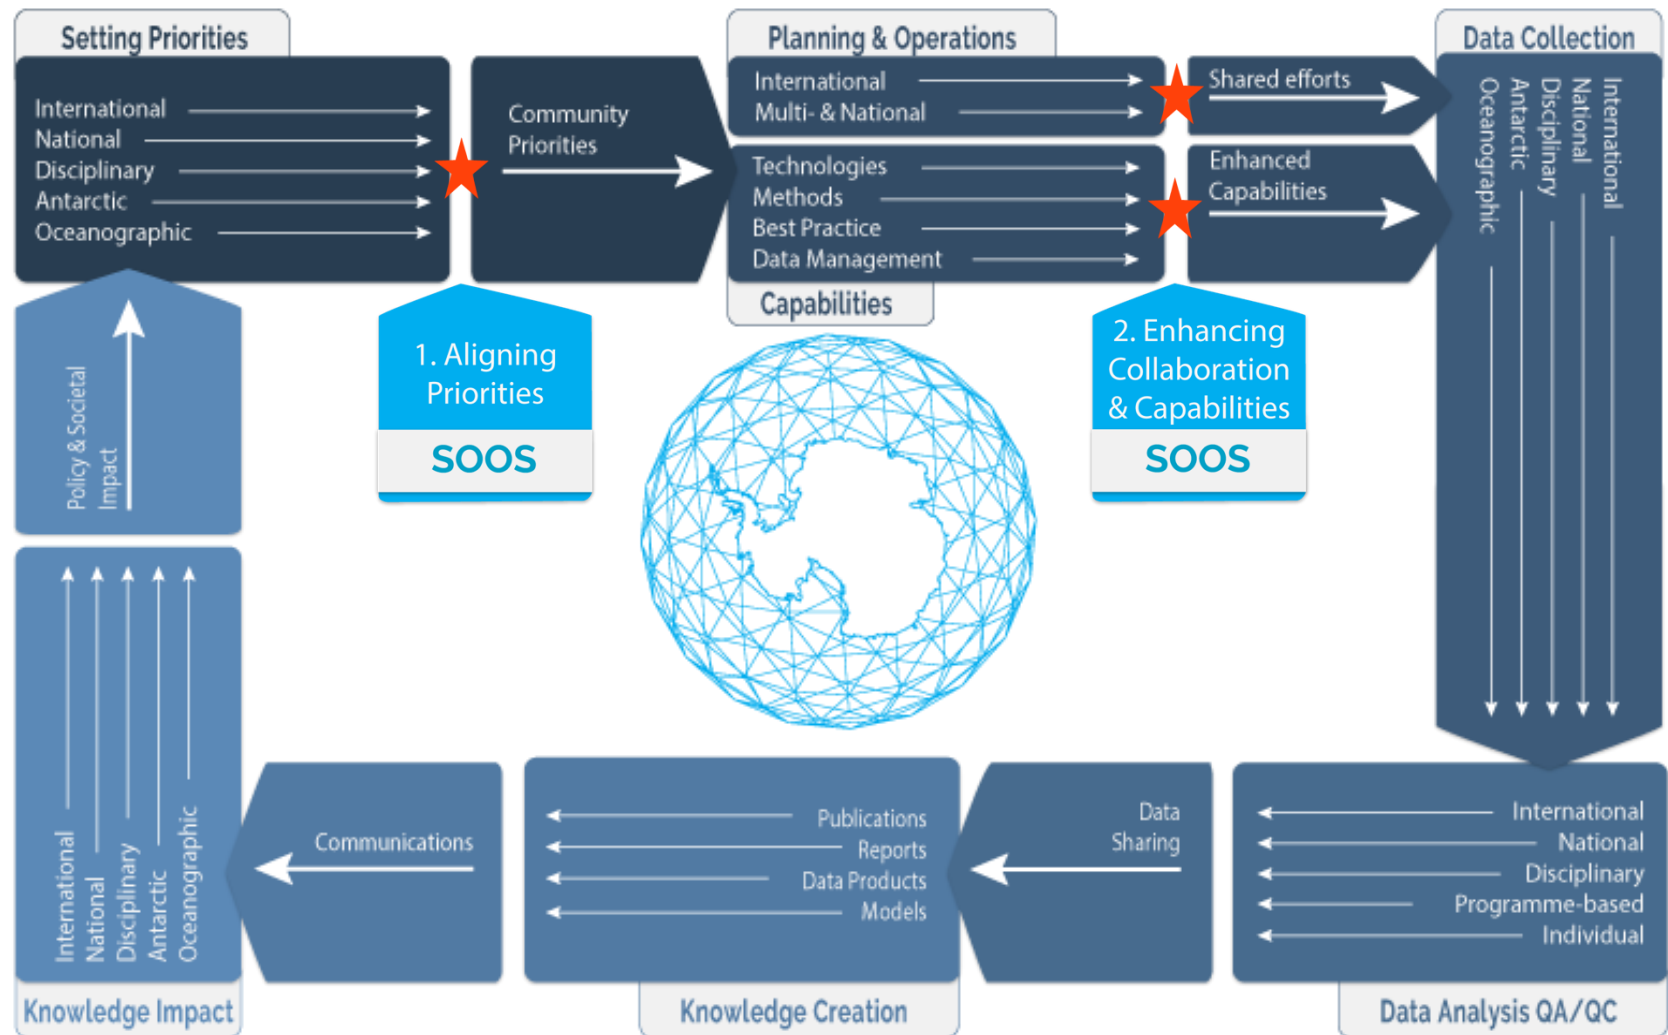 Setting Priorities
International
National
Disciplinary
Antarctic
Oceanographic
Community
Priorities
Planning & Operations
International
Multi- & National
Technologies
Methods
Best Practice
Data Management
Capabilities
Shared efforts
Enhanced
Capabilities
Data Collection
International
National
Disciplinary
Antarctic
Oceanographic
1. Aligning
Priorities
SOOS
2. Enhancing
Collaboration
& Capabilities
SOOS
International
National
Disciplinary
Programme-based
Individual
Data Analysis QA/QC
Data
Sharing
Publications
Reports
Data Products
Models
Knowledge Creation
Communications
International
National
Disciplinary
Antarctic
Oceanographic
Knowledge Impact
Policy & Societal
Impact